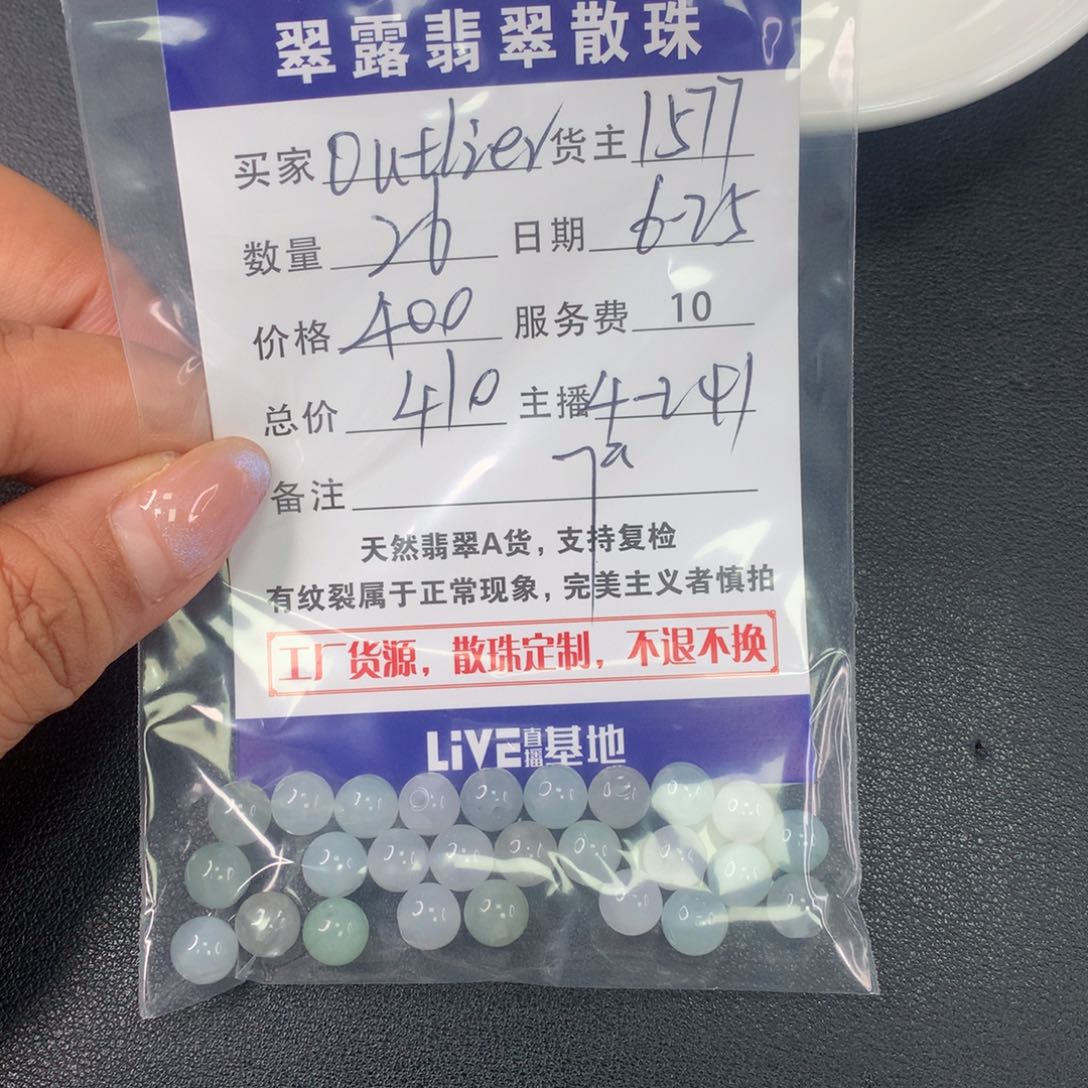 翠露翡翠散珠
买家 Outlier 货主 1577
数量 26 日期 6-25
价格 400 服务费 10
总价 410 主播 4-241
备注
天然翡翠A货，支持复检
有纹裂属于正常现象，完美主义者慎拍
工厂货源，散珠定制，不退不换
LiVE直播基地